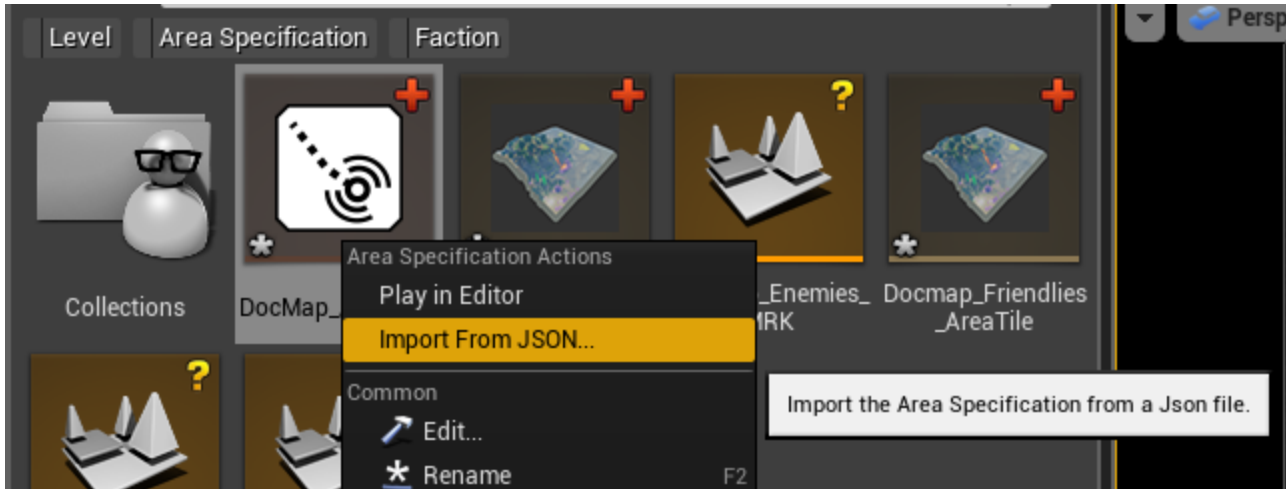 Level
Area Specification
Faction
Persp
Collections
DocMap_
_Enemies_
Docmap_Friendlies
_AreaTile
Area Specification Actions
Play in Editor
Import From JSON...
Common
Edit...
Rename
F2
Import the Area Specification from a Json file.